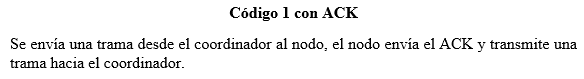 Código 1 con ACK
Se envía una trama desde el coordinador al nodo, el nodo envía el ACK y transmite una
trama hacia el coordinador.